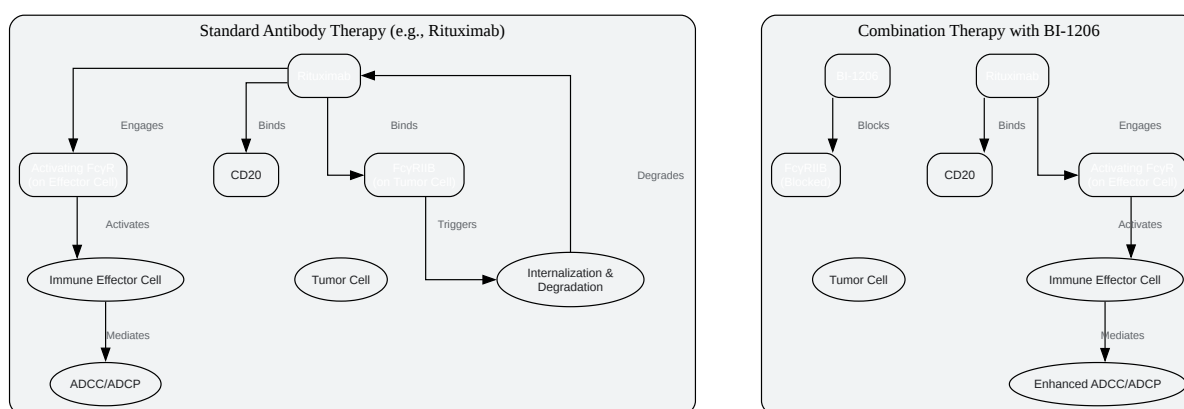 Standard Antibody Therapy (e.g., Rituximab)
Rituximab
Engages
Binds
Binds
Activating FcγR
(on Effector Cell)
CD20
FcγRIIB
(on Tumor Cell)
Degrades
Activates
Triggers
Immune Effector Cell
Tumor Cell
Internalization &
Degradation
Mediates
ADCC/ADCP
Combination Therapy with BI-1206
BI-1206
Rituximab
Blocks
Binds
Engages
FcγRIIB
(Blocked)
CD20
Activating FcγR
(on Effector Cell)
Activates
Tumor Cell
Immune Effector Cell
Mediates
Enhanced ADCC/ADCP